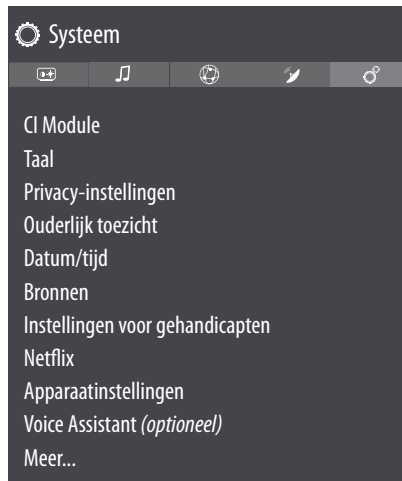 Systeem
CI Module
Taal
Privacy-instellingen
Ouderlijk toezicht
Datum/tijd
Bronnen
Instellingen voor gehandicapten
Netflix
Apparaatinstellingen
Voice Assistant (optioneel)
Meer...